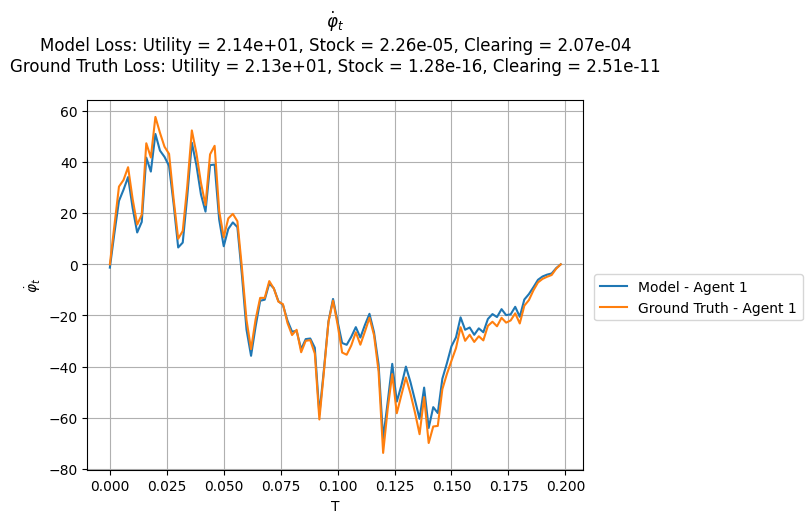 φ̇ₜ
Model Loss: Utility = 2.14e+01, Stock = 2.26e-05, Clearing = 2.07e-04
Ground Truth Loss: Utility = 2.13e+01, Stock = 1.28e-16, Clearing = 2.51e-11
60
40
20
0
−20
−40
−60
−80
φ̇ₜ
0.000 0.025 0.050 0.075 0.100 0.125 0.150 0.175 0.200
T
Model - Agent 1
Ground Truth - Agent 1